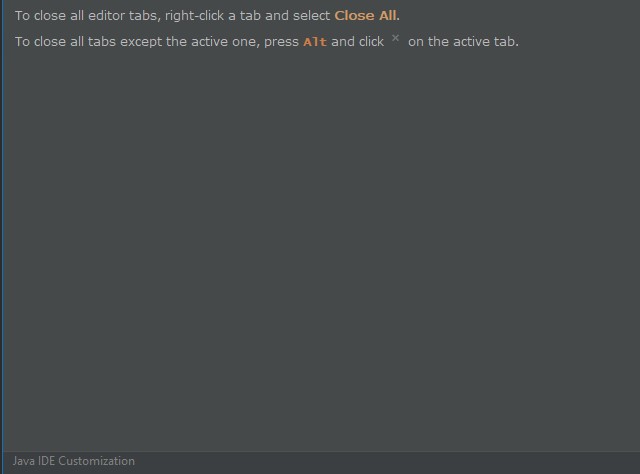 To close all editor tabs, right-click a tab and select Close All.
To close all tabs except the active one, press Alt and click × on the active tab.
Java IDE Customization